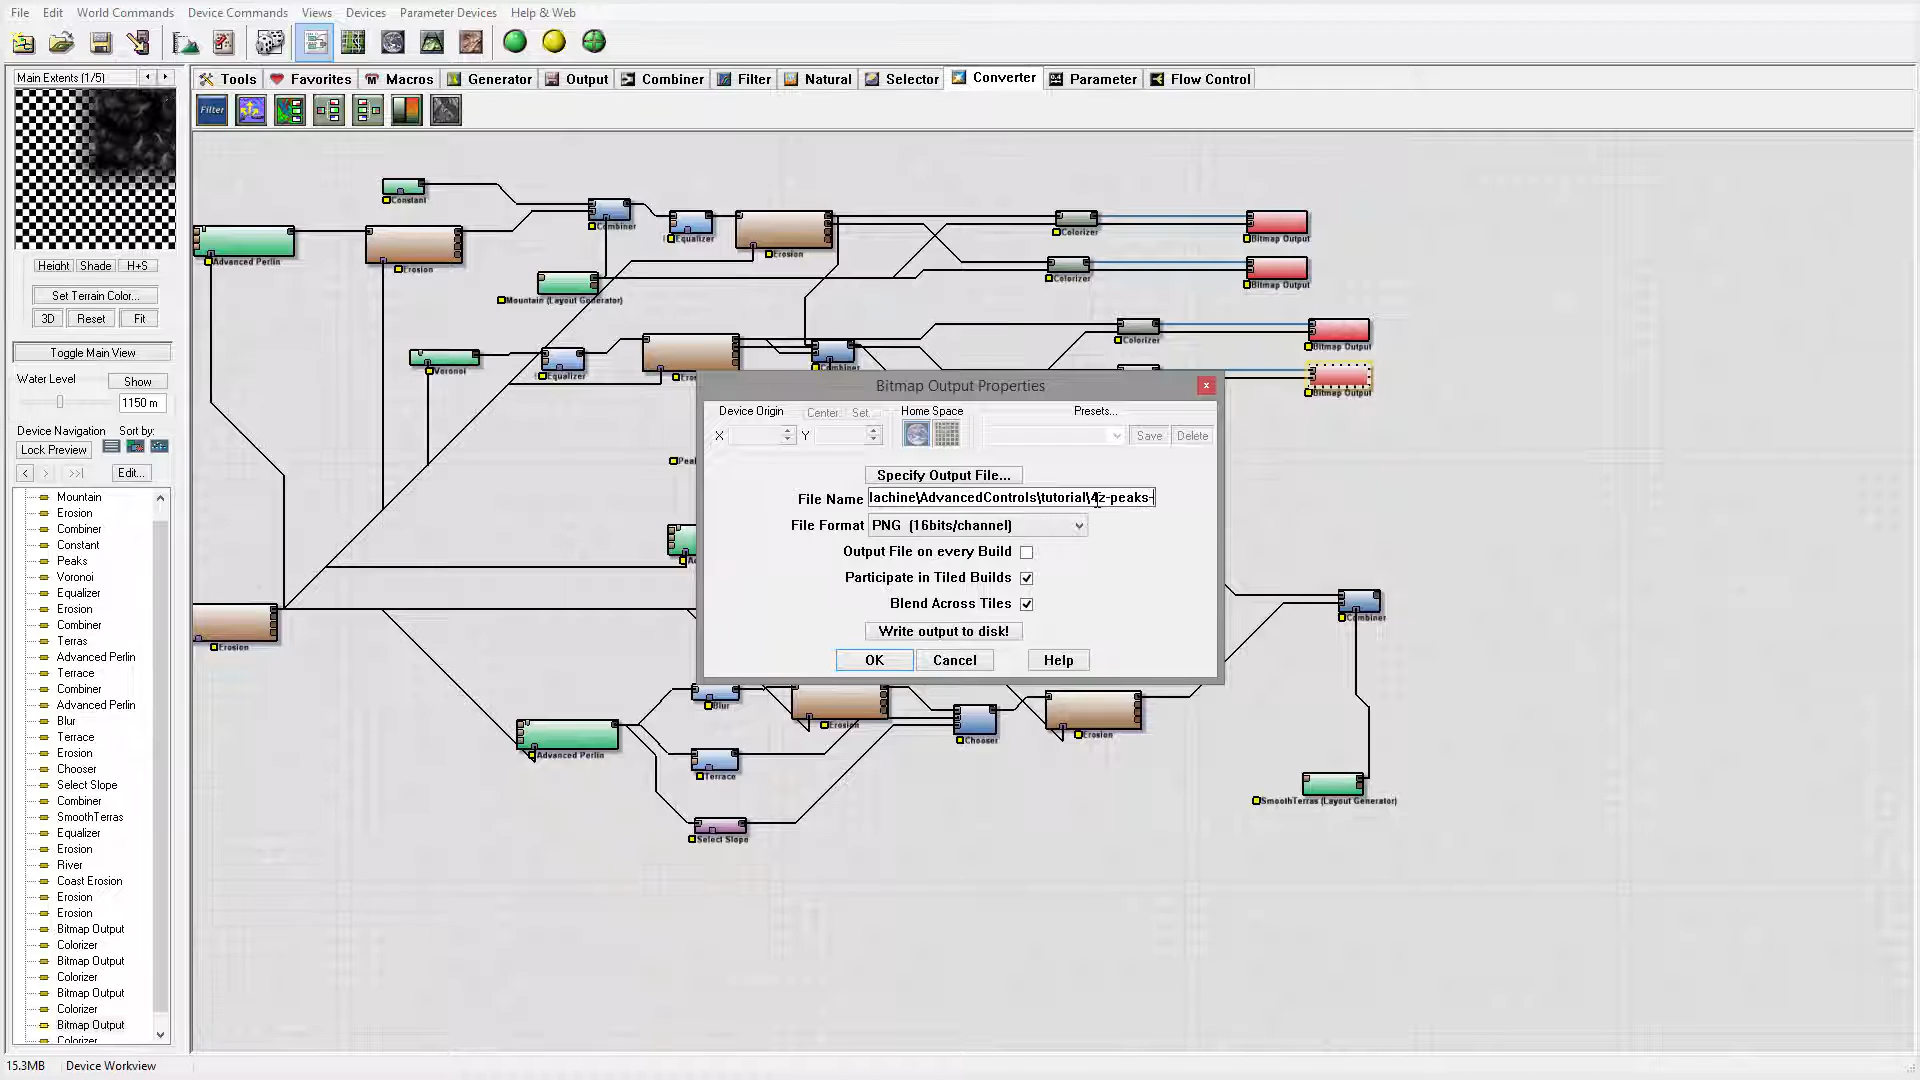 File Edit World Commands Device Commands Views Devices Parameter Devices Help & Web
Main Extents (1/5)
Tools Favorites Macros Generator Output Combiner Filter Natural Selector Converter Parameter Flow Control
Filter
Height Shade H+S
Set Terrain Color...
3D Reset Fit
Toggle Main View
Water Level Show
1150 m
Device Navigation Sort by:
Lock Preview
< > >>| Edit...
Mountain
Erosion
Combiner
Constant
Peaks
Voronoi
Equalizer
Erosion
Combiner
Terras
Advanced Perlin
Terrace
Combiner
Advanced Perlin
Blur
Terrace
Erosion
Chooser
Select Slope
Combiner
SmoothTerras
Equalizer
Erosion
River
Coast Erosion
Erosion
Erosion
Bitmap Output
Colorizer
Bitmap Output
Colorizer
Bitmap Output
Colorizer
Bitmap Output
Colorizer
15.3MB Device Workview
Constant
Combiner
Equalizer
Erosion
Colorizer
Bitmap Output
Advanced Perlin
Erosion
Colorizer
Bitmap Output
Mountain (Layout Generator)
Colorizer
Bitmap Output
Voronoi
Equalizer
Combiner
Bitmap Output
Bitmap Output Properties
x
Device Origin Center Set Home Space Presets...
X Y Save Delete
Specify Output File...
File Name lachine\AdvancedControls\tutorial\4z-peaks-
File Format PNG (16bits/channel)
Output File on every Build
Participate in Tiled Builds
Blend Across Tiles
Write output to disk!
OK Cancel Help
Combiner
Erosion
Blur
Erosion
Chooser
Erosion
Advanced Perlin
Terrace
SmoothTerras (Layout Generator)
Select Slope